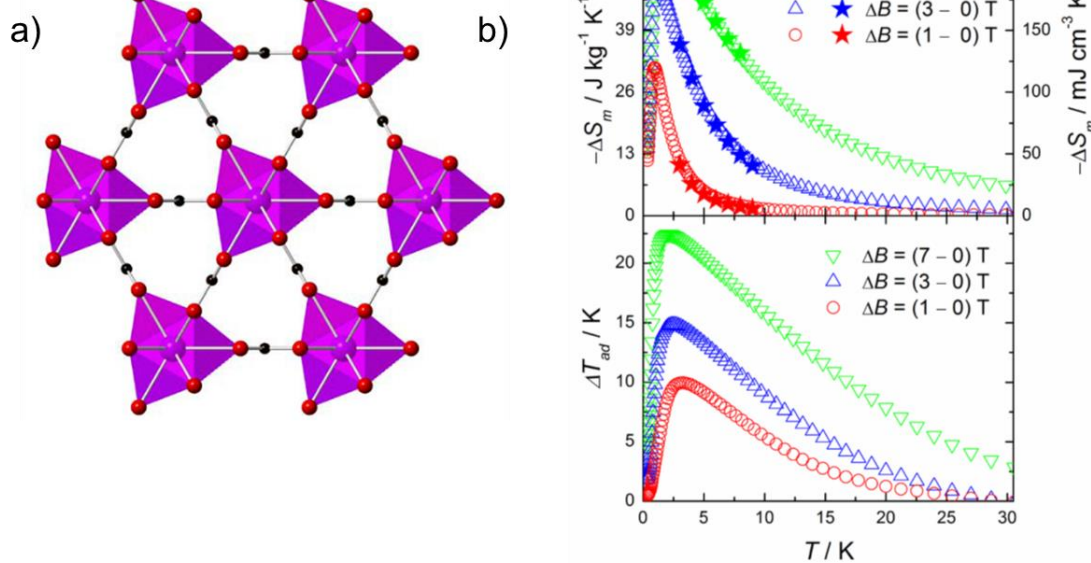 a)
b)
39
26
13
0
-ΔSₘ / J kg⁻¹ K⁻¹
ΔB = (3 – 0) T
ΔB = (1 – 0) T
150
100
50
0
-ΔSₘ / mJ cm⁻³
20
15
10
5
0
ΔT_ad / K
ΔB = (7 – 0) T
ΔB = (3 – 0) T
ΔB = (1 – 0) T
0 5 10 15 20 25 30
T / K